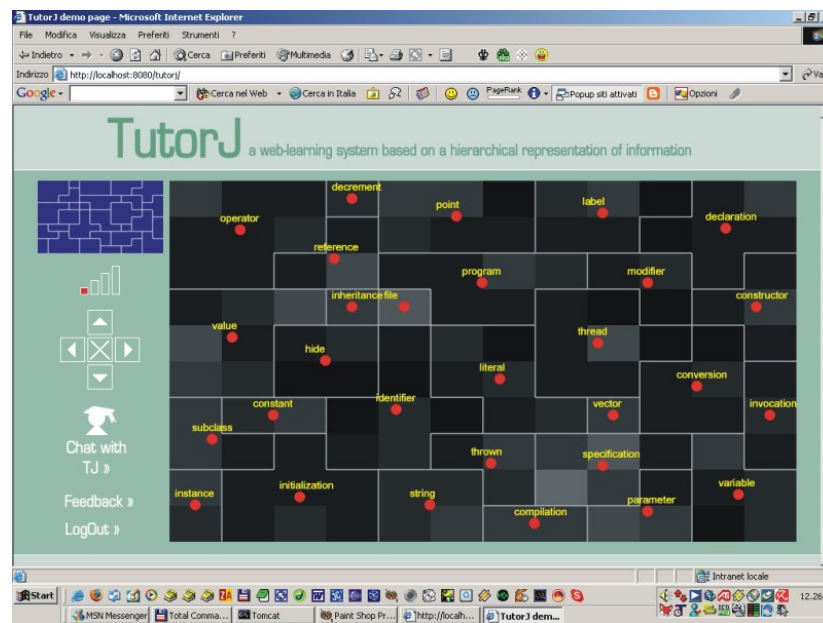 TutorJ demo page - Microsoft Internet Explorer
File Modifica Visualizza Preferiti Strumenti ?
Indietro Cerca Preferiti Multimedia
Indirizzo http://localhost:8080/tutorj/ Va
Google Cerca nel Web Cerca in Italia PageRank Popup siti attivati Opzioni
TutorJ a web-learning system based on a hierarchical representation of information
decrement
point
label
operator
declaration
reference
program
modifier
inheritance file
constructor
value
thread
hide
literal
conversion
constant
identifier
vector
invocation
subclass
Chat with
TJ »
thrown
specification
instance
initialization
string
parameter
variable
Feedback »
compilation
LogOut »
Intranet locale
Start 12.26
MSN Messenger Total Comma... Tomcat Paint Shop Pr... http://localh... TutorJ dem...